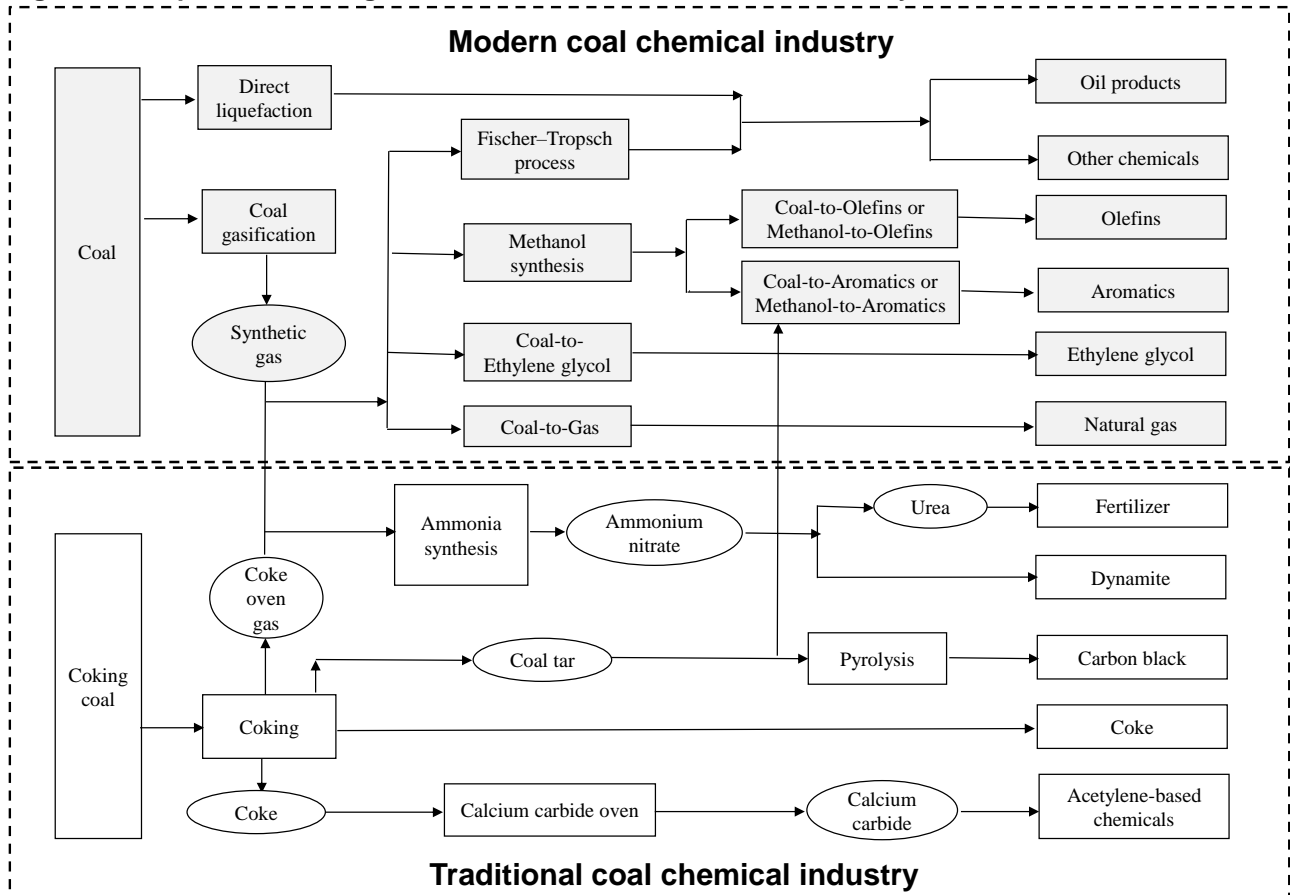 Modern coal chemical industry
Coal
Direct
liquefaction
Coal
gasification
Synthetic
gas
Fischer–Tropsch
process
Methanol
synthesis
Coal-to-
Ethylene glycol
Coal-to-Gas
Coal-to-Olefins or
Methanol-to-Olefins
Coal-to-Aromatics or
Methanol-to-Aromatics
Oil products
Other chemicals
Olefins
Aromatics
Ethylene glycol
Natural gas
Coking
coal
Coke
oven
gas
Coking
Coke
Ammonia
synthesis
Ammonium
nitrate
Urea
Fertilizer
Dynamite
Coal tar
Pyrolysis
Carbon black
Coke
Calcium carbide oven
Calcium
carbide
Acetylene-based
chemicals
Traditional coal chemical industry